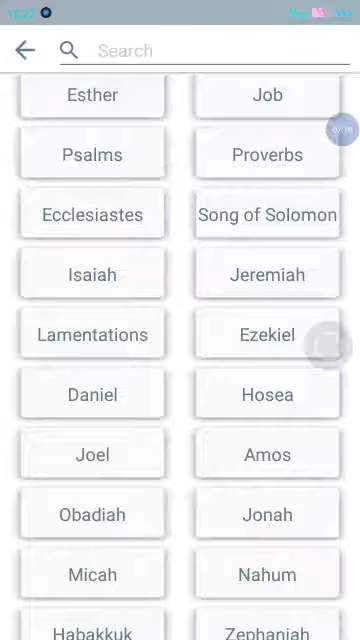 Search
Esther Job
Psalms Proverbs
Ecclesiastes Song of Solomon
Isaiah Jeremiah
Lamentations Ezekiel
Daniel Hosea
Joel Amos
Obadiah Jonah
Micah Nahum
Habakkuk Zephaniah